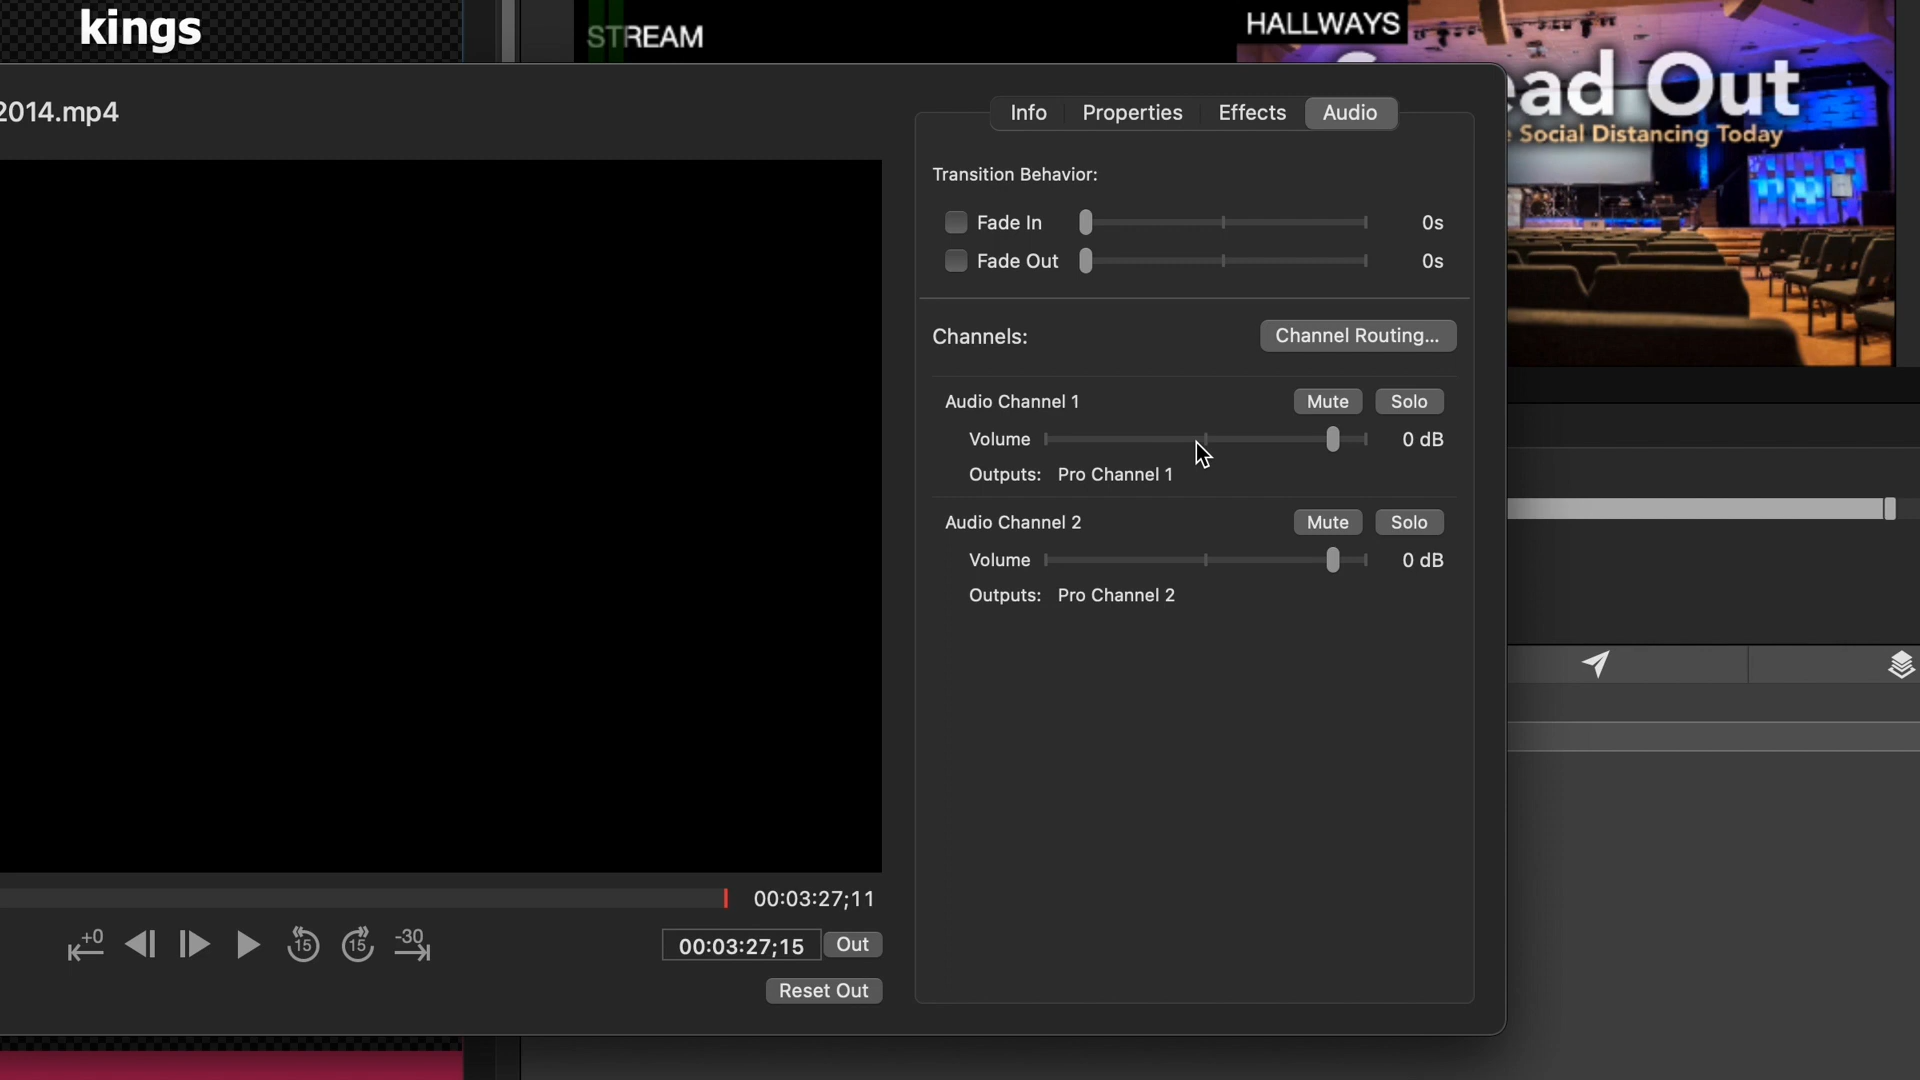 kings
STREAM
HALLWAYS
ead Out
Social Distancing Today
2014.mp4
Info Properties Effects Audio
Transition Behavior:
Fade In 0s
Fade Out 0s
Channels: Channel Routing...
Audio Channel 1 Mute Solo
Volume 0 dB
Outputs: Pro Channel 1
Audio Channel 2 Mute Solo
Volume 0 dB
Outputs: Pro Channel 2
00:03:27;11
+0 15 15 -30 00:03:27;15 Out
Reset Out